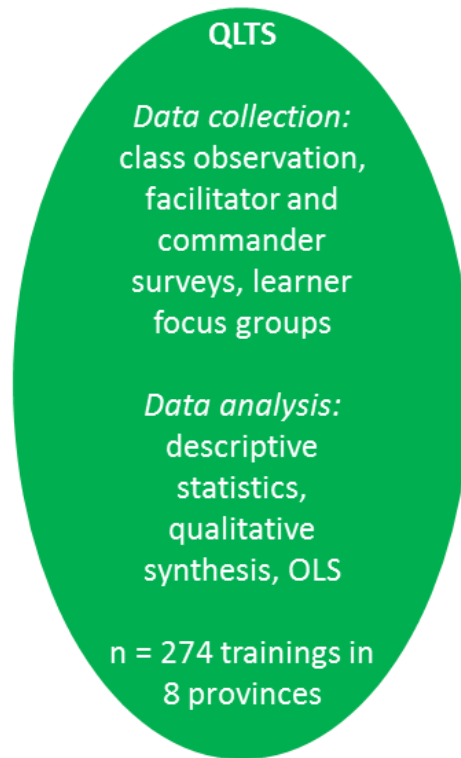 QLTS
Data collection:
class observation,
facilitator and
commander
surveys, learner
focus groups
Data analysis:
descriptive
statistics,
qualitative
synthesis, OLS
n = 274 trainings in
8 provinces